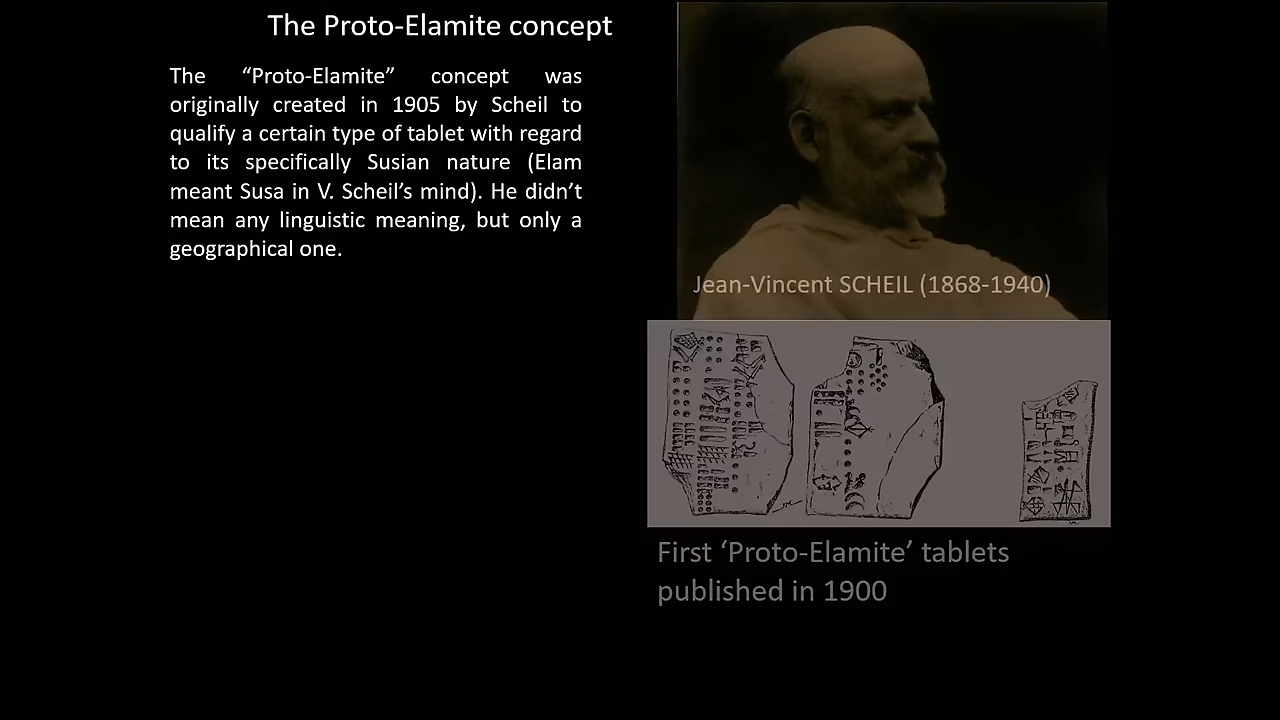 The Proto-Elamite concept
The “Proto-Elamite” concept was
originally created in 1905 by Scheil to
qualify a certain type of tablet with regard
to its specifically Susian nature (Elam
meant Susa in V. Scheil’s mind). He didn’t
mean any linguistic meaning, but only a
geographical one.
Jean-Vincent SCHEIL (1868-1940)
First ‘Proto-Elamite’ tablets
published in 1900